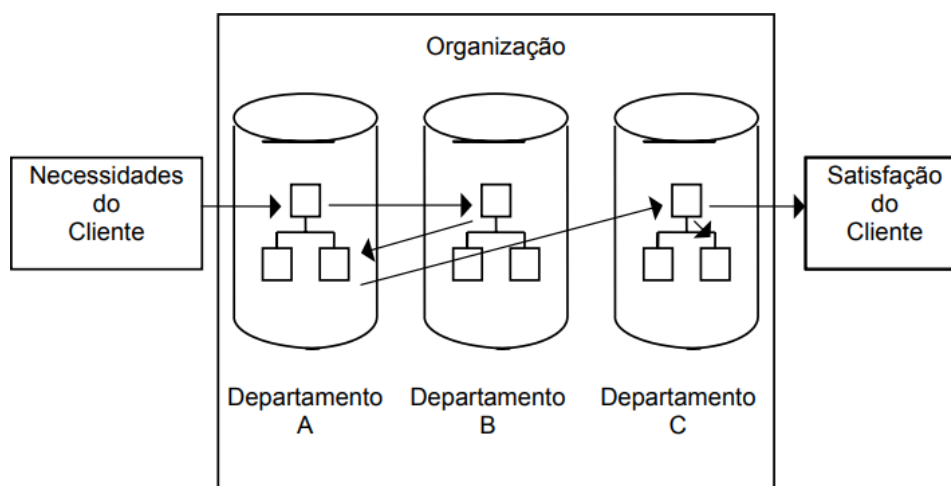 Organização
Necessidades
do
Cliente
Satisfação
do
Cliente
Departamento
A
Departamento
B
Departamento
C